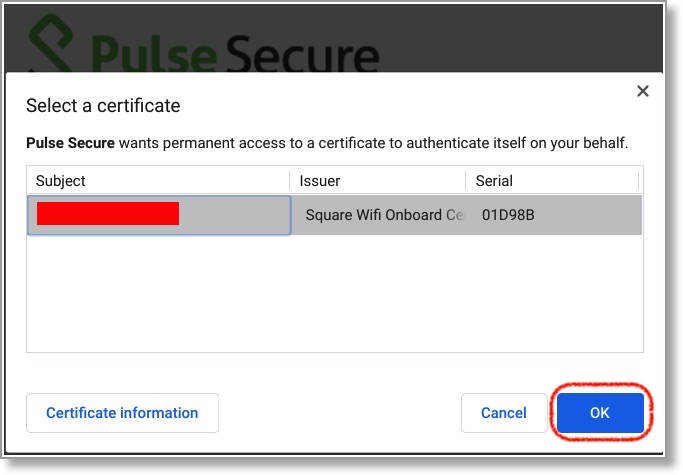 Pulse Secure
Select a certificate
Pulse Secure wants permanent access to a certificate to authenticate itself on your behalf.
Subject Issuer Serial
Square Wifi Onboard Ce 01D98B
Certificate information Cancel OK